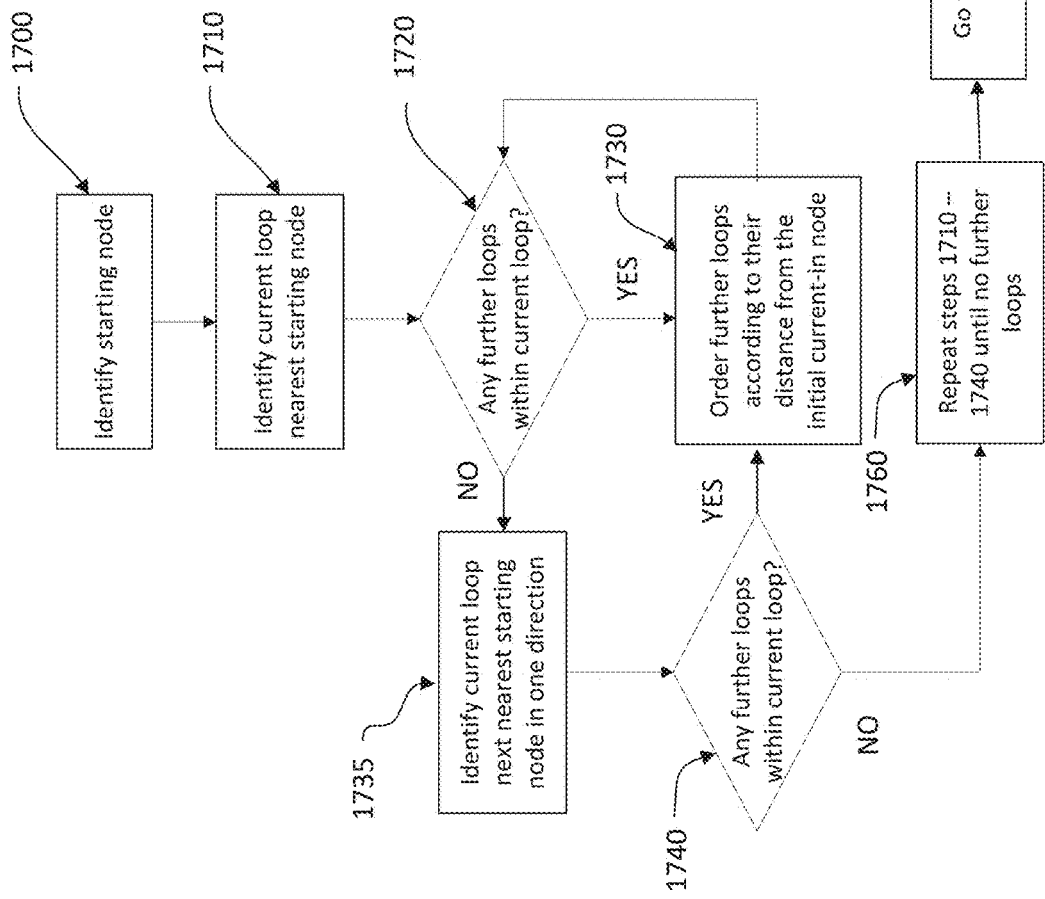 1700
Identify starting node
1710
Identify current loop
nearest starting node
1720
Any further loops
within current loop?
NO
YES
1730
Order further loops
according to their
distance from the
initial current-in node
1735
Identify current loop
next nearest starting
node in one direction
1740
Any further loops
within current loop?
YES
NO
1760
Repeat steps 1710 –
1740 until no further
loops
Go